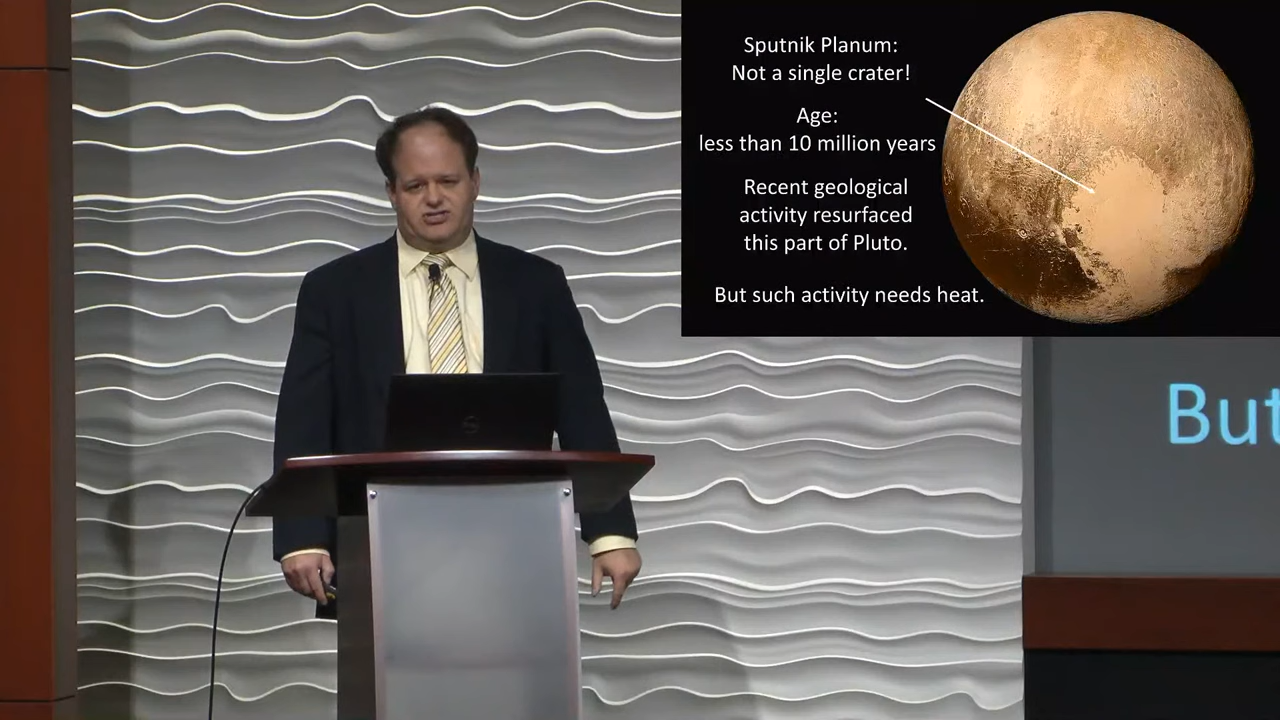 Sputnik Planum:
Not a single crater!
Age:
less than 10 million years
Recent geological
activity resurfaced
this part of Pluto.
But such activity needs heat.
But